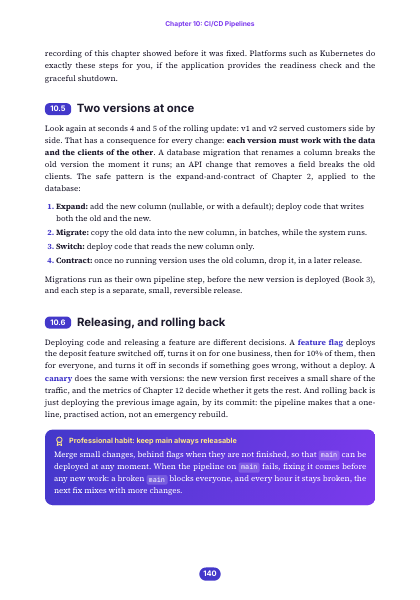 Chapter 10: CI/CD Pipelines
recording of this chapter showed before it was fixed. Platforms such as Kubernetes do
exactly these steps for you, if the application provides the readiness check and the
graceful shutdown.
10.5 Two versions at once
Look again at seconds 4 and 5 of the rolling update: v1 and v2 served customers side by
side. That has a consequence for every change: each version must work with the data
and the clients of the other. A database migration that renames a column breaks the
old version the moment it runs; an API change that removes a field breaks the old
clients. The safe pattern is the expand-and-contract of Chapter 2, applied to the
database:
1. Expand: add the new column (nullable, or with a default); deploy code that writes
both the old and the new.
2. Migrate: copy the old data into the new column, in batches, while the system runs.
3. Switch: deploy code that reads the new column only.
4. Contract: once no running version uses the old column, drop it, in a later release.
Migrations run as their own pipeline step, before the new version is deployed (Book 3),
and each step is a separate, small, reversible release.
10.6 Releasing, and rolling back
Deploying code and releasing a feature are different decisions. A feature flag deploys
the deposit feature switched off, turns it on for one business, then for 10% of them, then
for everyone, and turns it off in seconds if something goes wrong, without a deploy. A
canary does the same with versions: the new version first receives a small share of the
traffic, and the metrics of Chapter 12 decide whether it gets the rest. And rolling back is
just deploying the previous image again, by its commit: the pipeline makes that a one-
line, practised action, not an emergency rebuild.
Professional habit: keep main always releasable
Merge small changes, behind flags when they are not finished, so that main can be
deployed at any moment. When the pipeline on main fails, fixing it comes before
any new work: a broken main blocks everyone, and every hour it stays broken, the
next fix mixes with more changes.
140